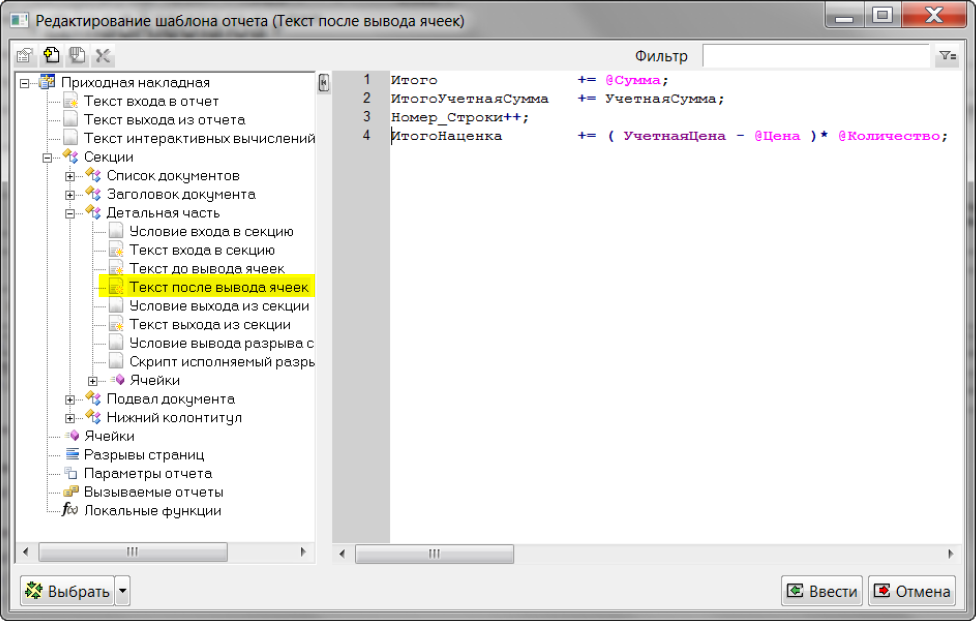 Редактирование шаблона отчета (Текст после вывода ячеек)
Фильтр
Приходная накладная
Текст входа в отчет
Текст выхода из отчета
Текст интерактивных вычислений
Секции
Список документов
Заголовок документа
Детальная часть
Условие входа в секцию
Текст входа в секцию
Текст до вывода ячеек
Текст после вывода ячеек
Условие выхода из секции
Текст выхода из секции
Условие вывода разрыва с
Скрипт исполняемый разры
Ячейки
Подвал документа
Нижний колонтитул
Ячейки
Разрывы страниц
Параметры отчета
Вызываемые отчеты
f(x) Локальные функции
1 Итого += @Сумма;
2 ИтогоУчетнаяСумма += УчетнаяСумма;
3 Номер_Строки++;
4 ИтогоНаценка += ( УчетнаяЦена - @Цена )* @Количество;
Выбрать
Ввести
Отмена